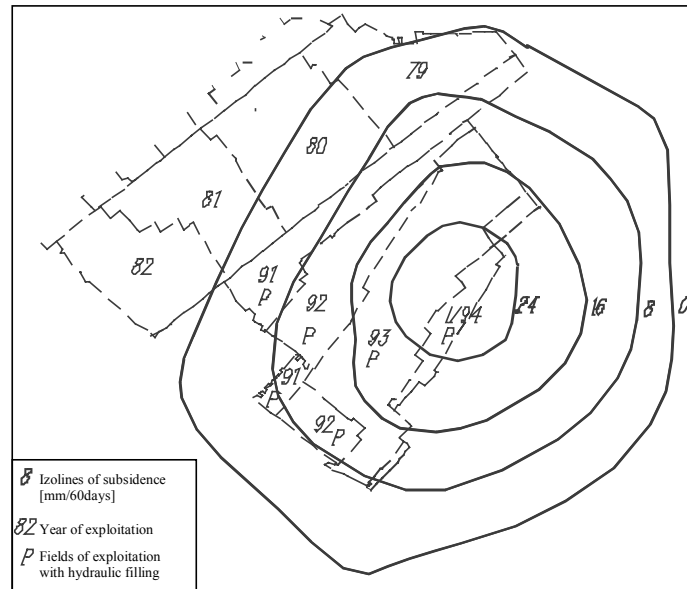 79
80
81
82
91
P
92
P
93
P
I/94
P
24
16
8
0
91
P
92 P
8 Izolines of subsidence
[mm/60days]
82 Year of exploitation
P Fields of exploitation
with hydraulic filling